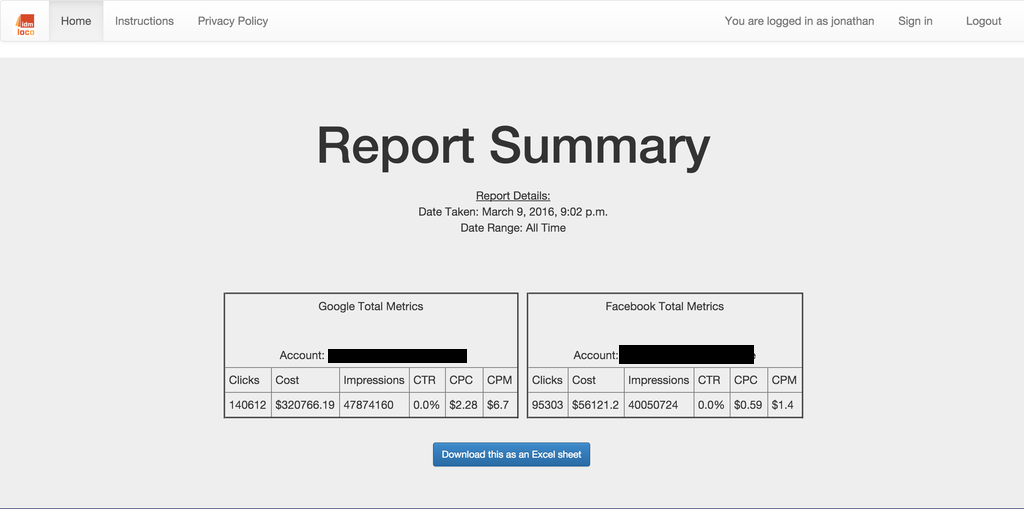 idm
loco
Home Instructions Privacy Policy You are logged in as jonathan Sign in Logout
Report Summary
Report Details:
Date Taken: March 9, 2016, 9:02 p.m.
Date Range: All Time
Google Total Metrics
Account:
Clicks Cost Impressions CTR CPC CPM
140612 $320766.19 47874160 0.0% $2.28 $6.7
Facebook Total Metrics
Account:
Clicks Cost Impressions CTR CPC CPM
95303 $56121.2 40050724 0.0% $0.59 $1.4
Download this as an Excel sheet